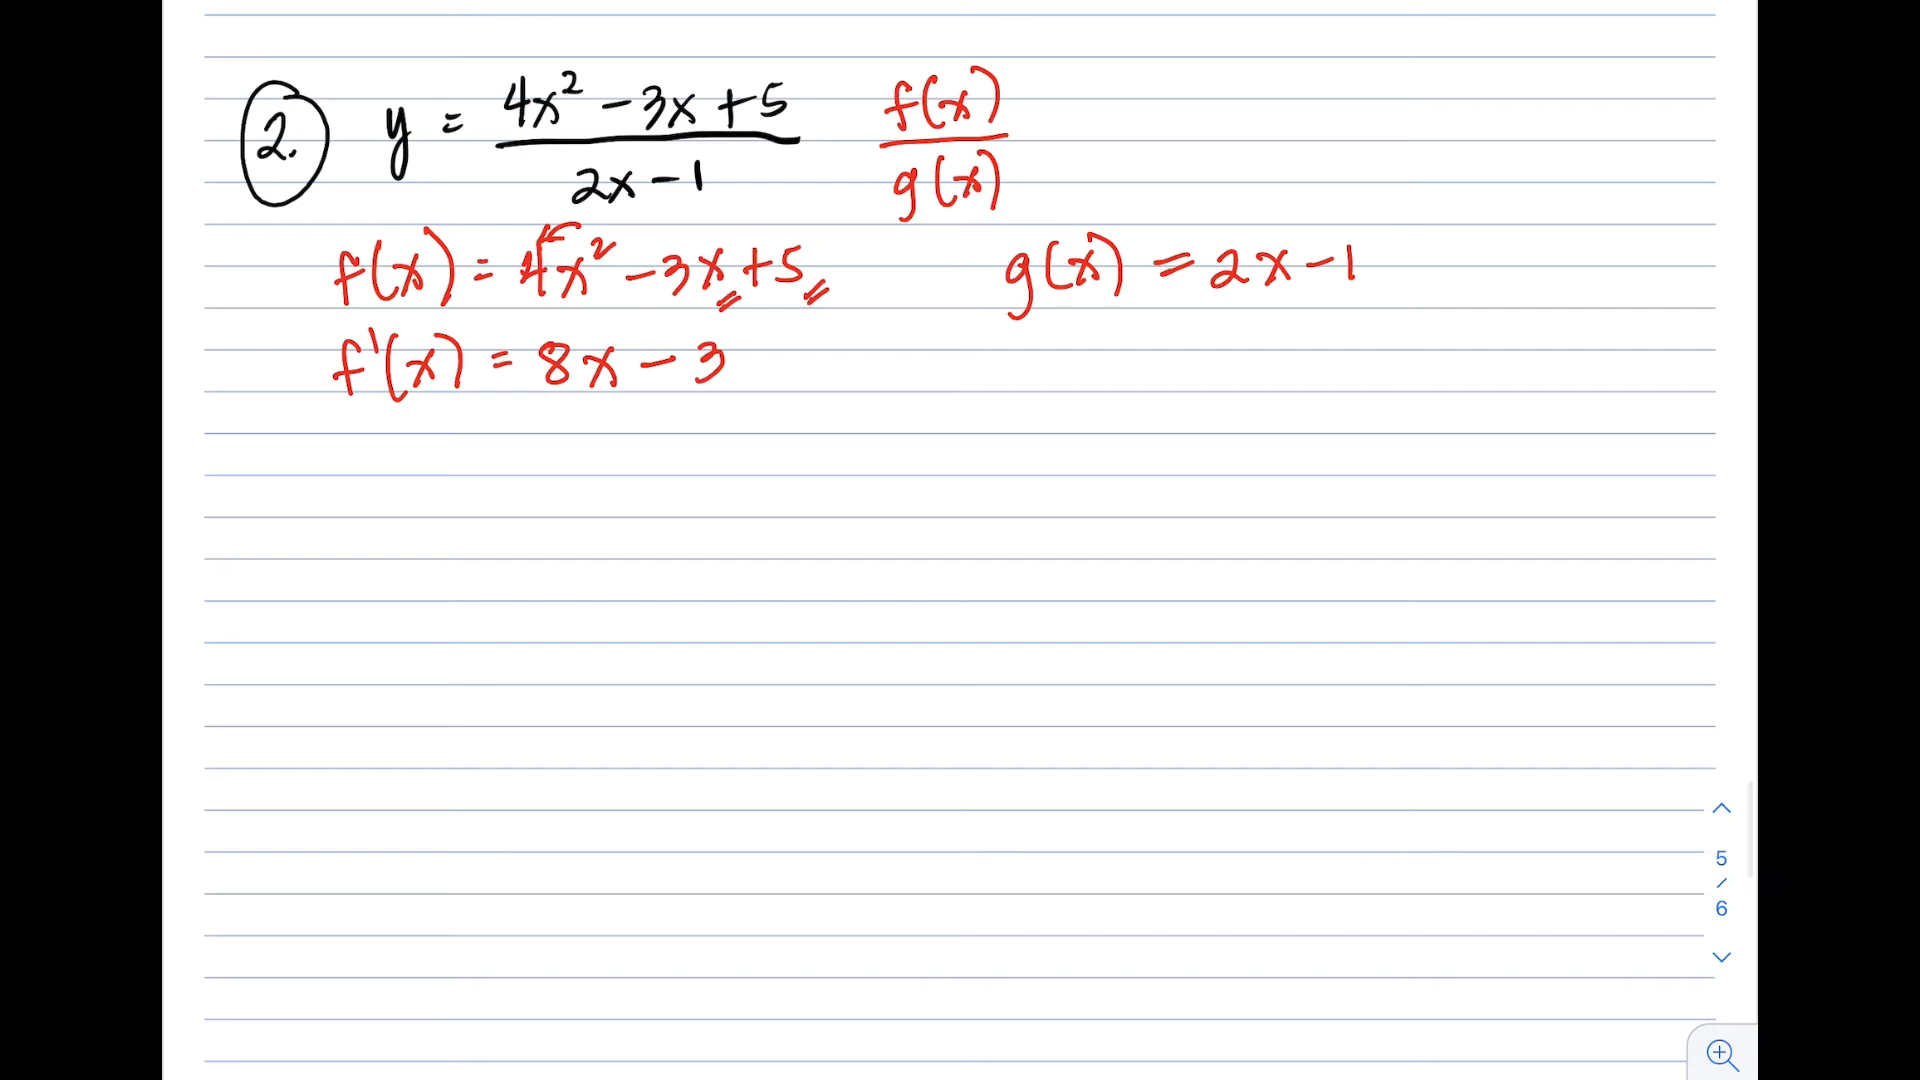 2. y = (4x² - 3x + 5)/(2x - 1) f(x)/g(x)
f(x) = 4x² - 3x + 5 g(x) = 2x - 1
f'(x) = 8x - 3
5
/
6